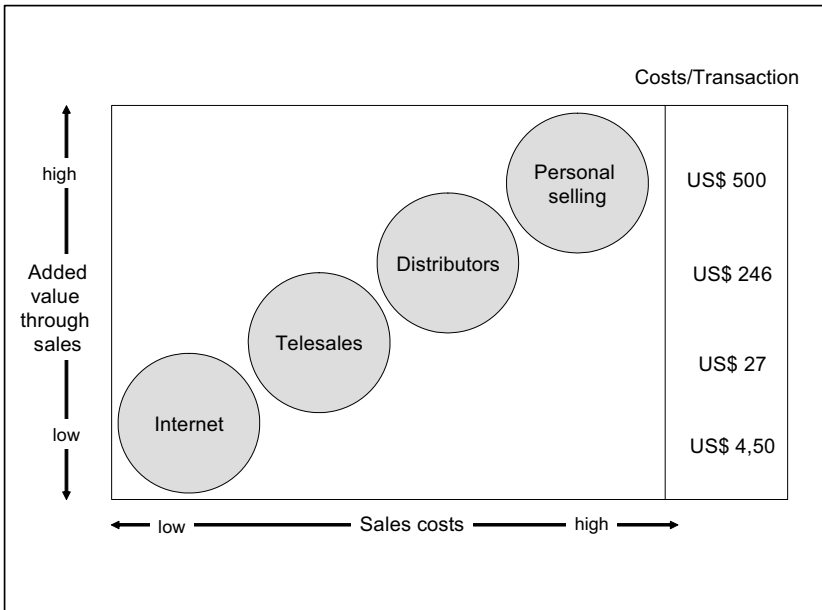 Costs/Transaction
high
Added
value
through
sales
low
Personal
selling
Distributors
Telesales
Internet
US$ 500
US$ 246
US$ 27
US$ 4,50
low
Sales costs
high